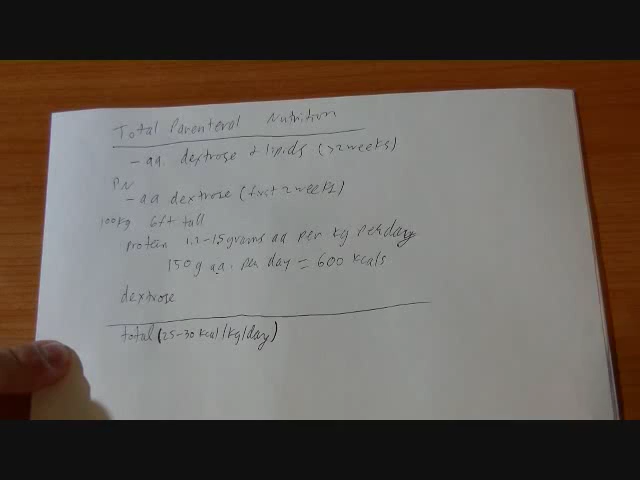 Total Parenteral Nutrition
- aa. dextrose & lipids (>2weeks)
PN
- aa dextrose (first 2 weeks)
100kg 6ft tall
protein 1.2-1.5 grams aa per kg per day
150g a.a. per day = 600 kcals
dextrose
total (25-30 kcal/kg/day)